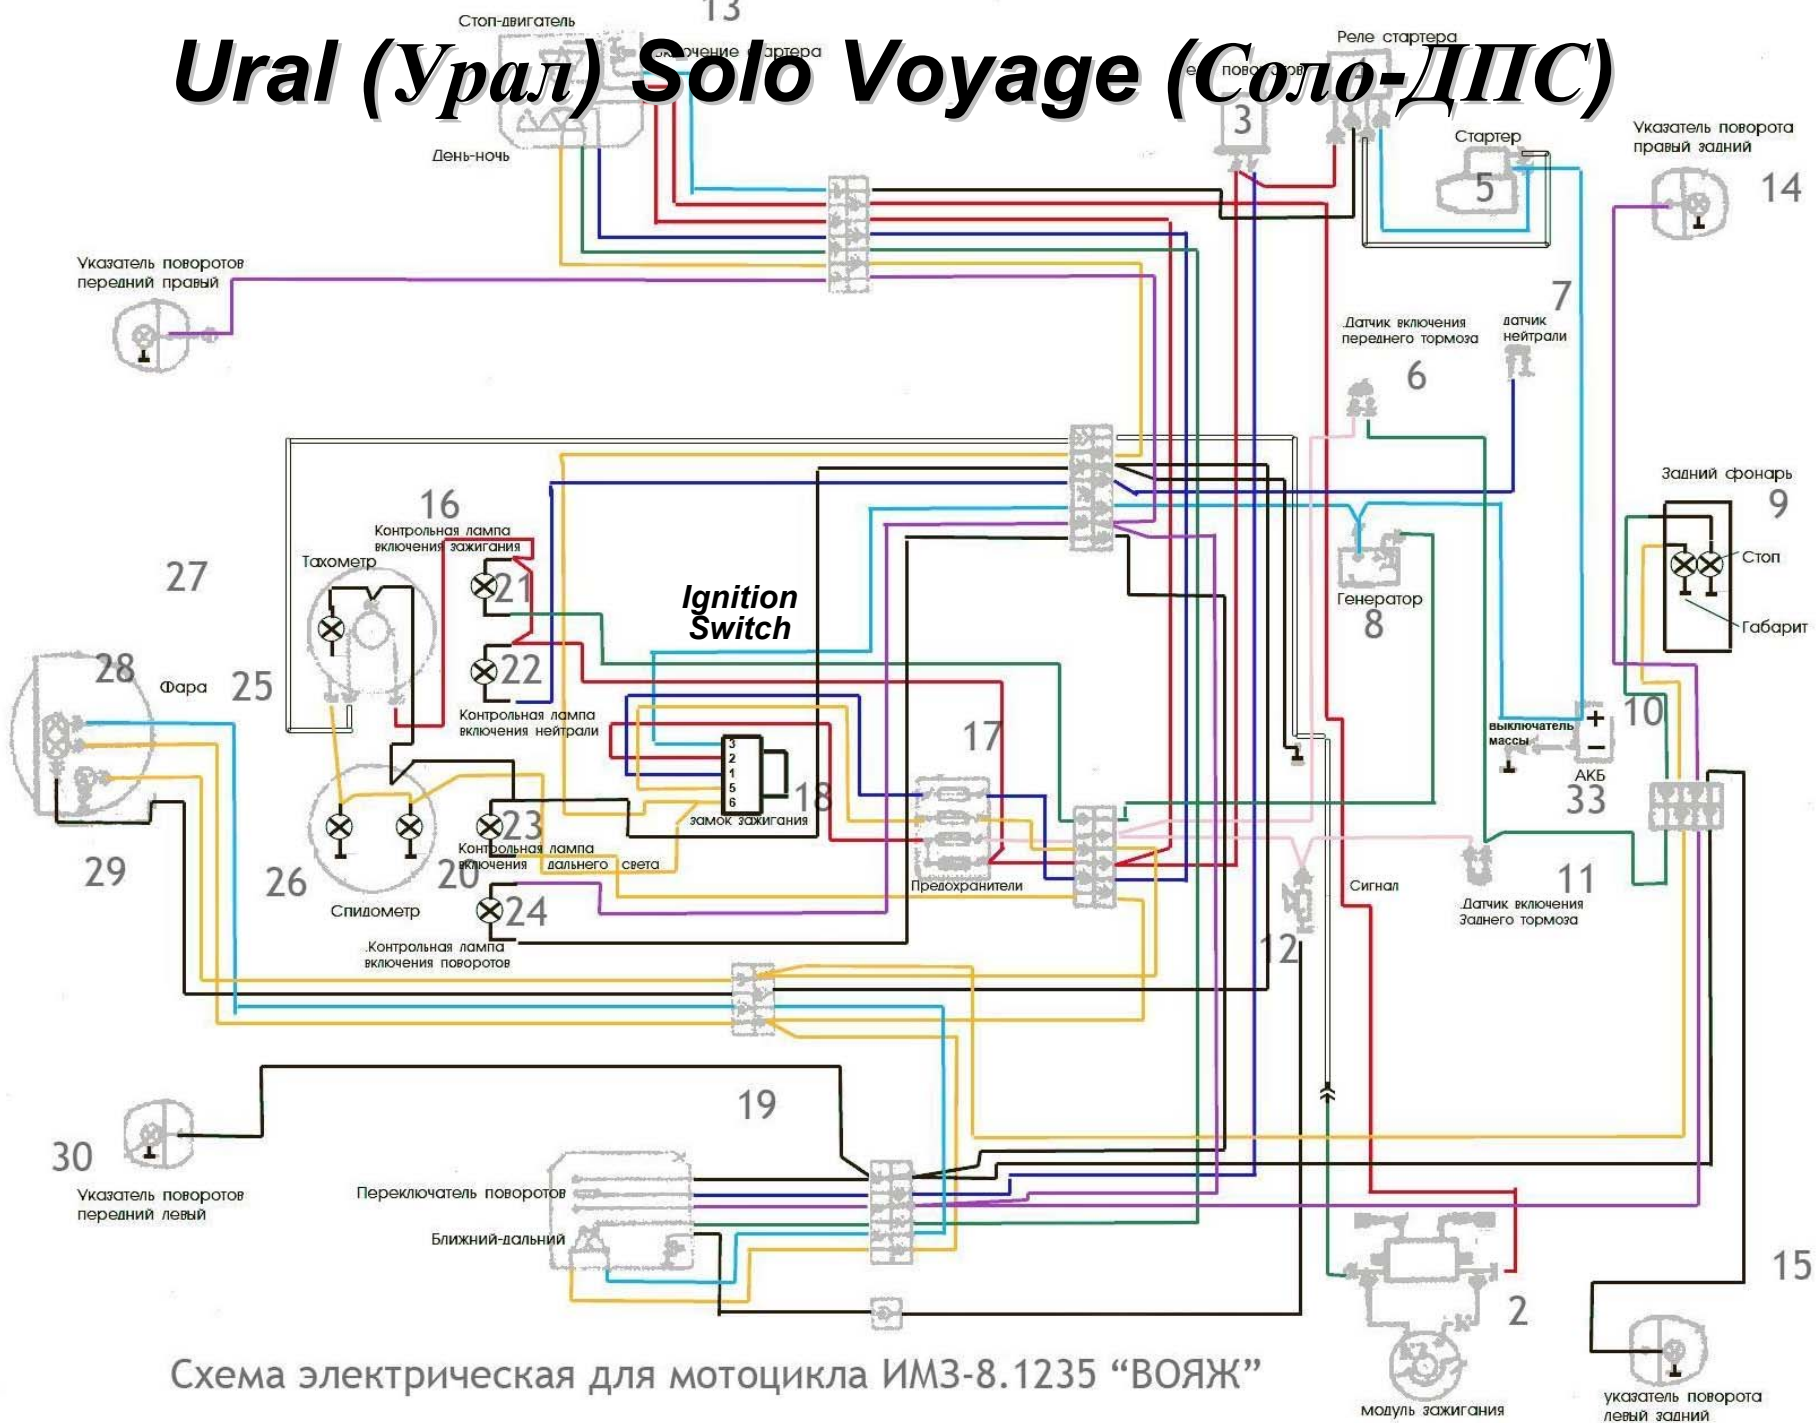 13
Стоп-двигатель
Включение стартера
Ural (Урал) Solo Voyage (Соло-ДПС)
Реле стартера
3
День-ночь
Стартер
5
Указатель поворота
правый задний
14
Указатель поворотов
передний правый
7
.Датчик включения
переднего тормоза
датчик
нейтрали
6
Задний фонарь
9
Стоп
Габарит
16
Контрольная лампа
включения зажигания
Тахометр
27
21
Ignition
Switch
Генератор
8
22
28
Фара
25
Контрольная лампа
включения нейтрали
17
10
выключатель
массы
+
−
АКБ
33
3
2
1
5
6
18
замок зажигания
23
Контрольная лампа
включения дальнего света
29
26
20
Предохранители
Спидометр
24
Сигнал
11
.Датчик включения
Заднего тормоза
12
.Контрольная лампа
включения поворотов
19
30
Указатель поворотов
передний левый
Переключатель поворотов
Ближний-дальний
15
2
Схема электрическая для мотоцикла ИМЗ-8.1235 “ВОЯЖ”
модуль зажигания
указатель поворота
левый задний